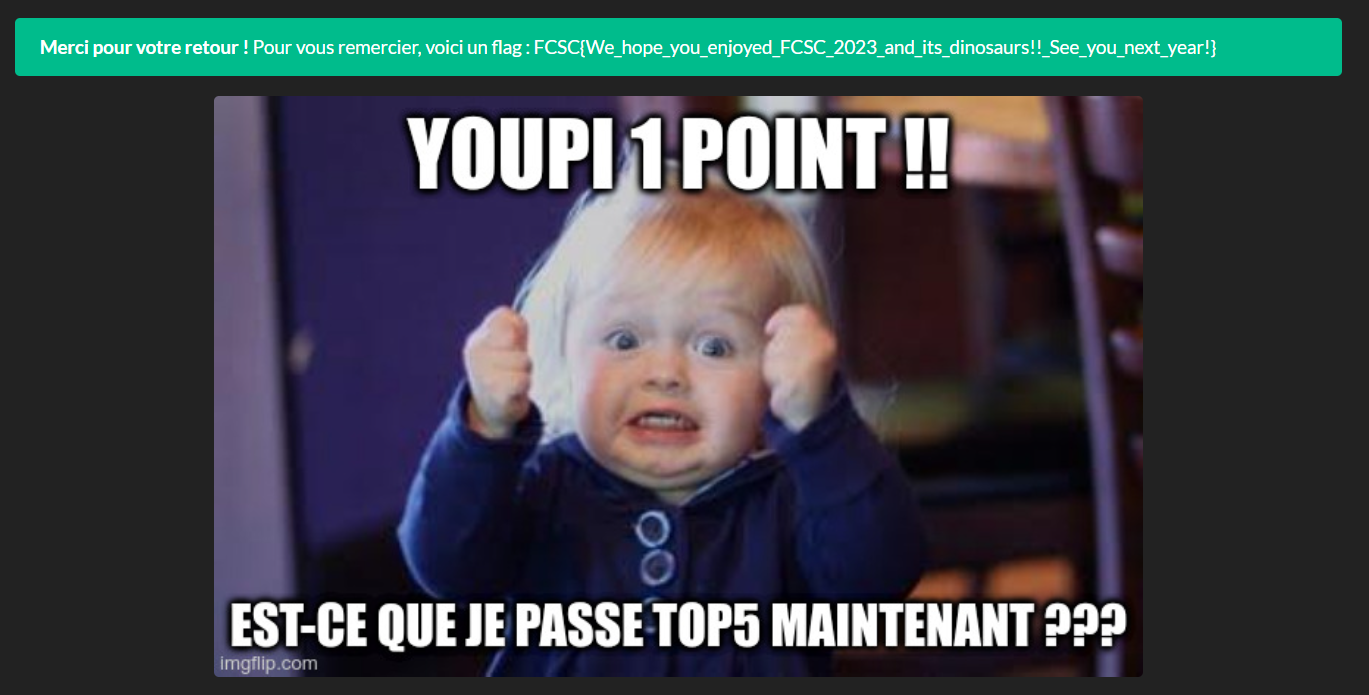 Merci pour votre retour ! Pour vous remercier, voici un flag : FCSC{We_hope_you_enjoyed_FCSC_2023_and_its_dinosaurs!!_See_you_next_year!}
YOUPI 1 POINT !!
EST-CE QUE JE PASSE TOP5 MAINTENANT ???
imgflip.com